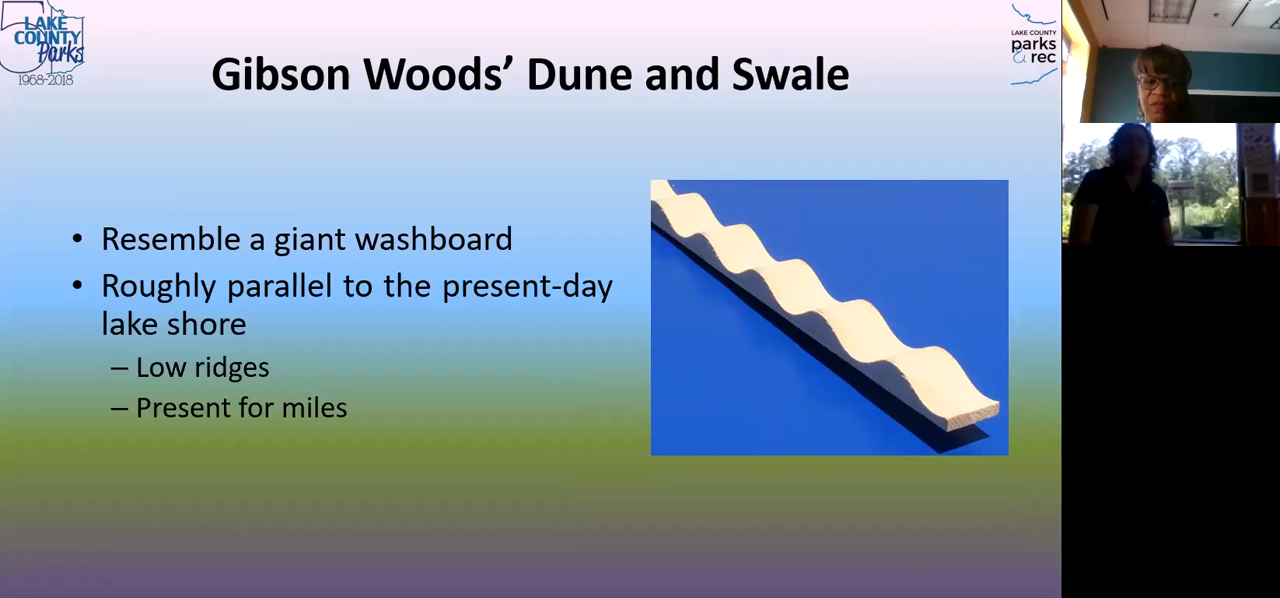 LAKE
COUNTY
Parks
1968-2018
LAKE COUNTY
parks
& rec
Gibson Woods’ Dune and Swale
• Resemble a giant washboard
• Roughly parallel to the present-day
lake shore
– Low ridges
– Present for miles